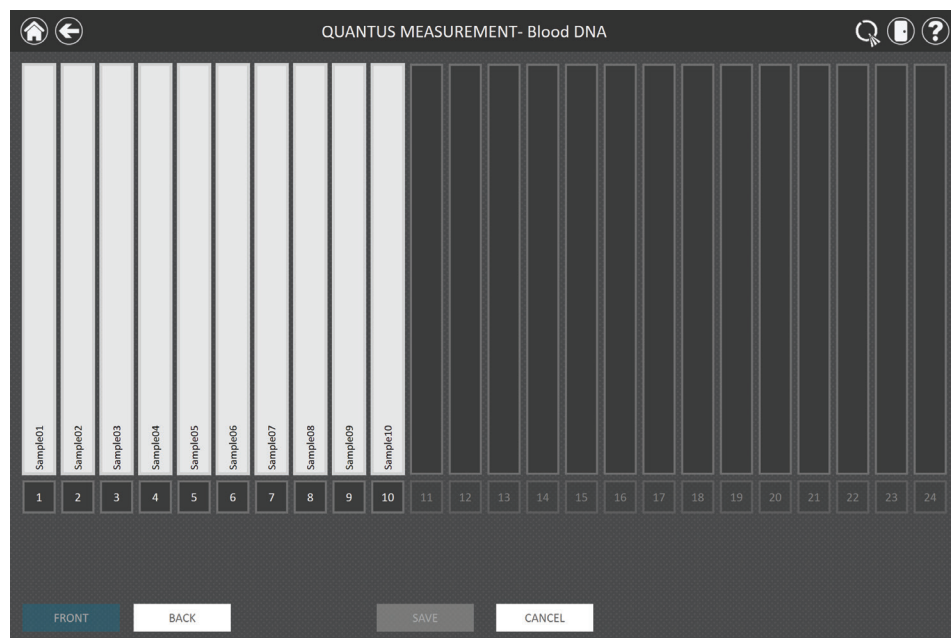 QUANTUS MEASUREMENT- Blood DNA
?
Sample01 Sample02 Sample03 Sample04 Sample05 Sample06 Sample07 Sample08 Sample09 Sample10
1 2 3 4 5 6 7 8 9 10 11 12 13 14 15 16 17 18 19 20 21 22 23 24
FRONT BACK SAVE CANCEL